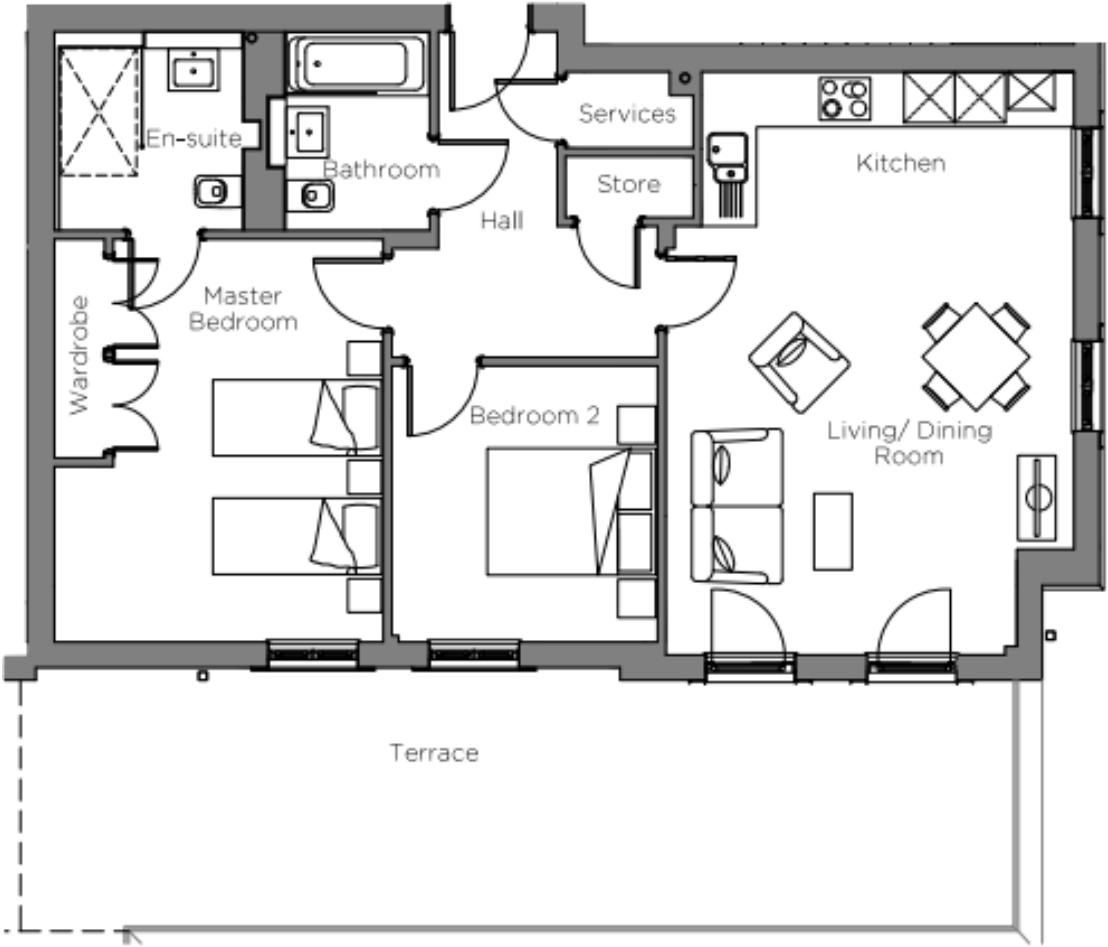 En-suite
Bathroom
Services
Store
Kitchen
Hall
Wardrobe
Master
Bedroom
Bedroom 2
Living/ Dining
Room
Terrace